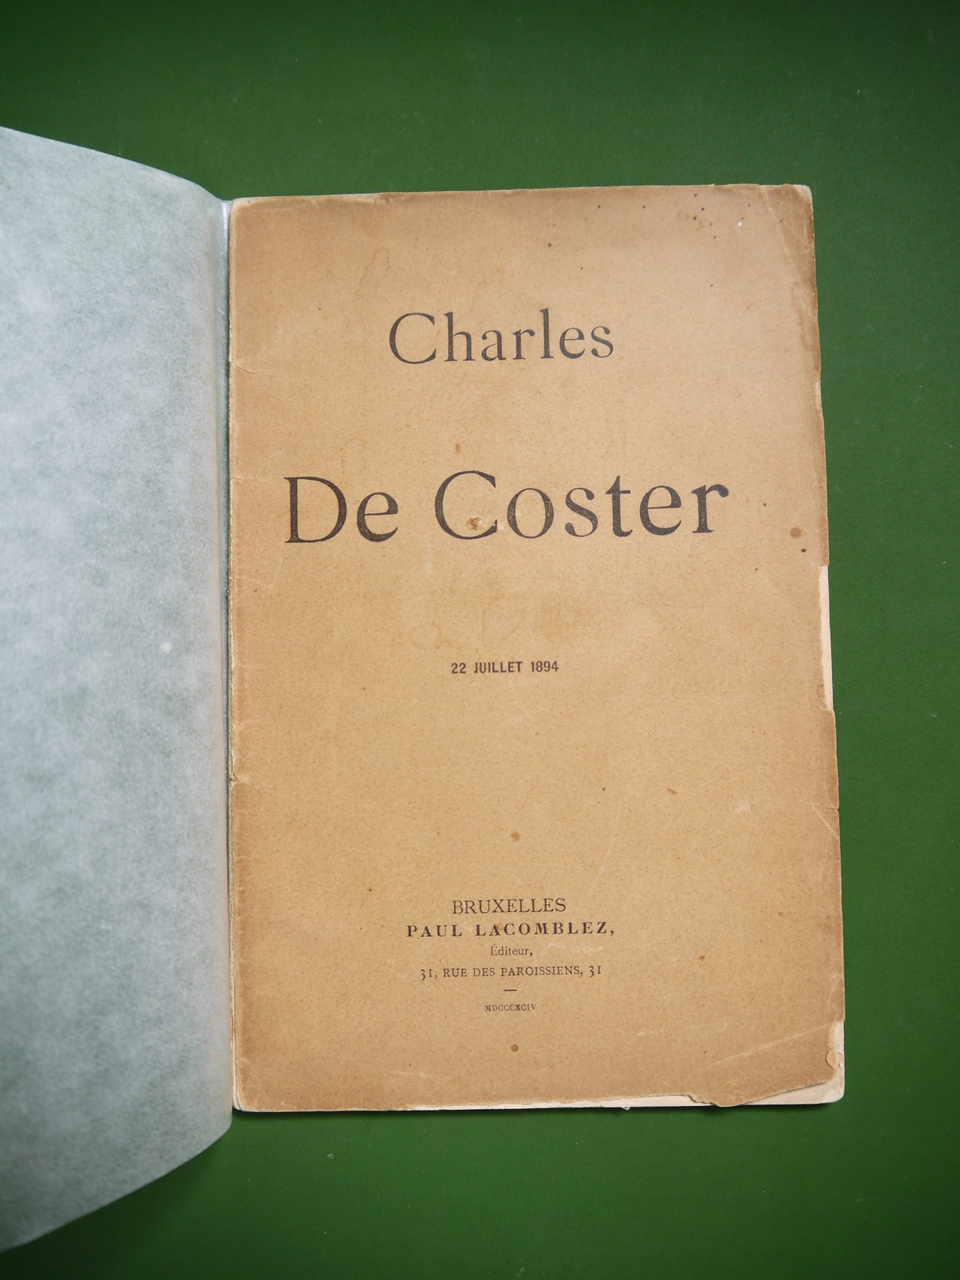 Charles
De Coster
22 JUILLET 1894
BRUXELLES
PAUL LACOMBLEZ,
Éditeur,
31, RUE DES PAROISSIENS, 31
MDCCCXCIV